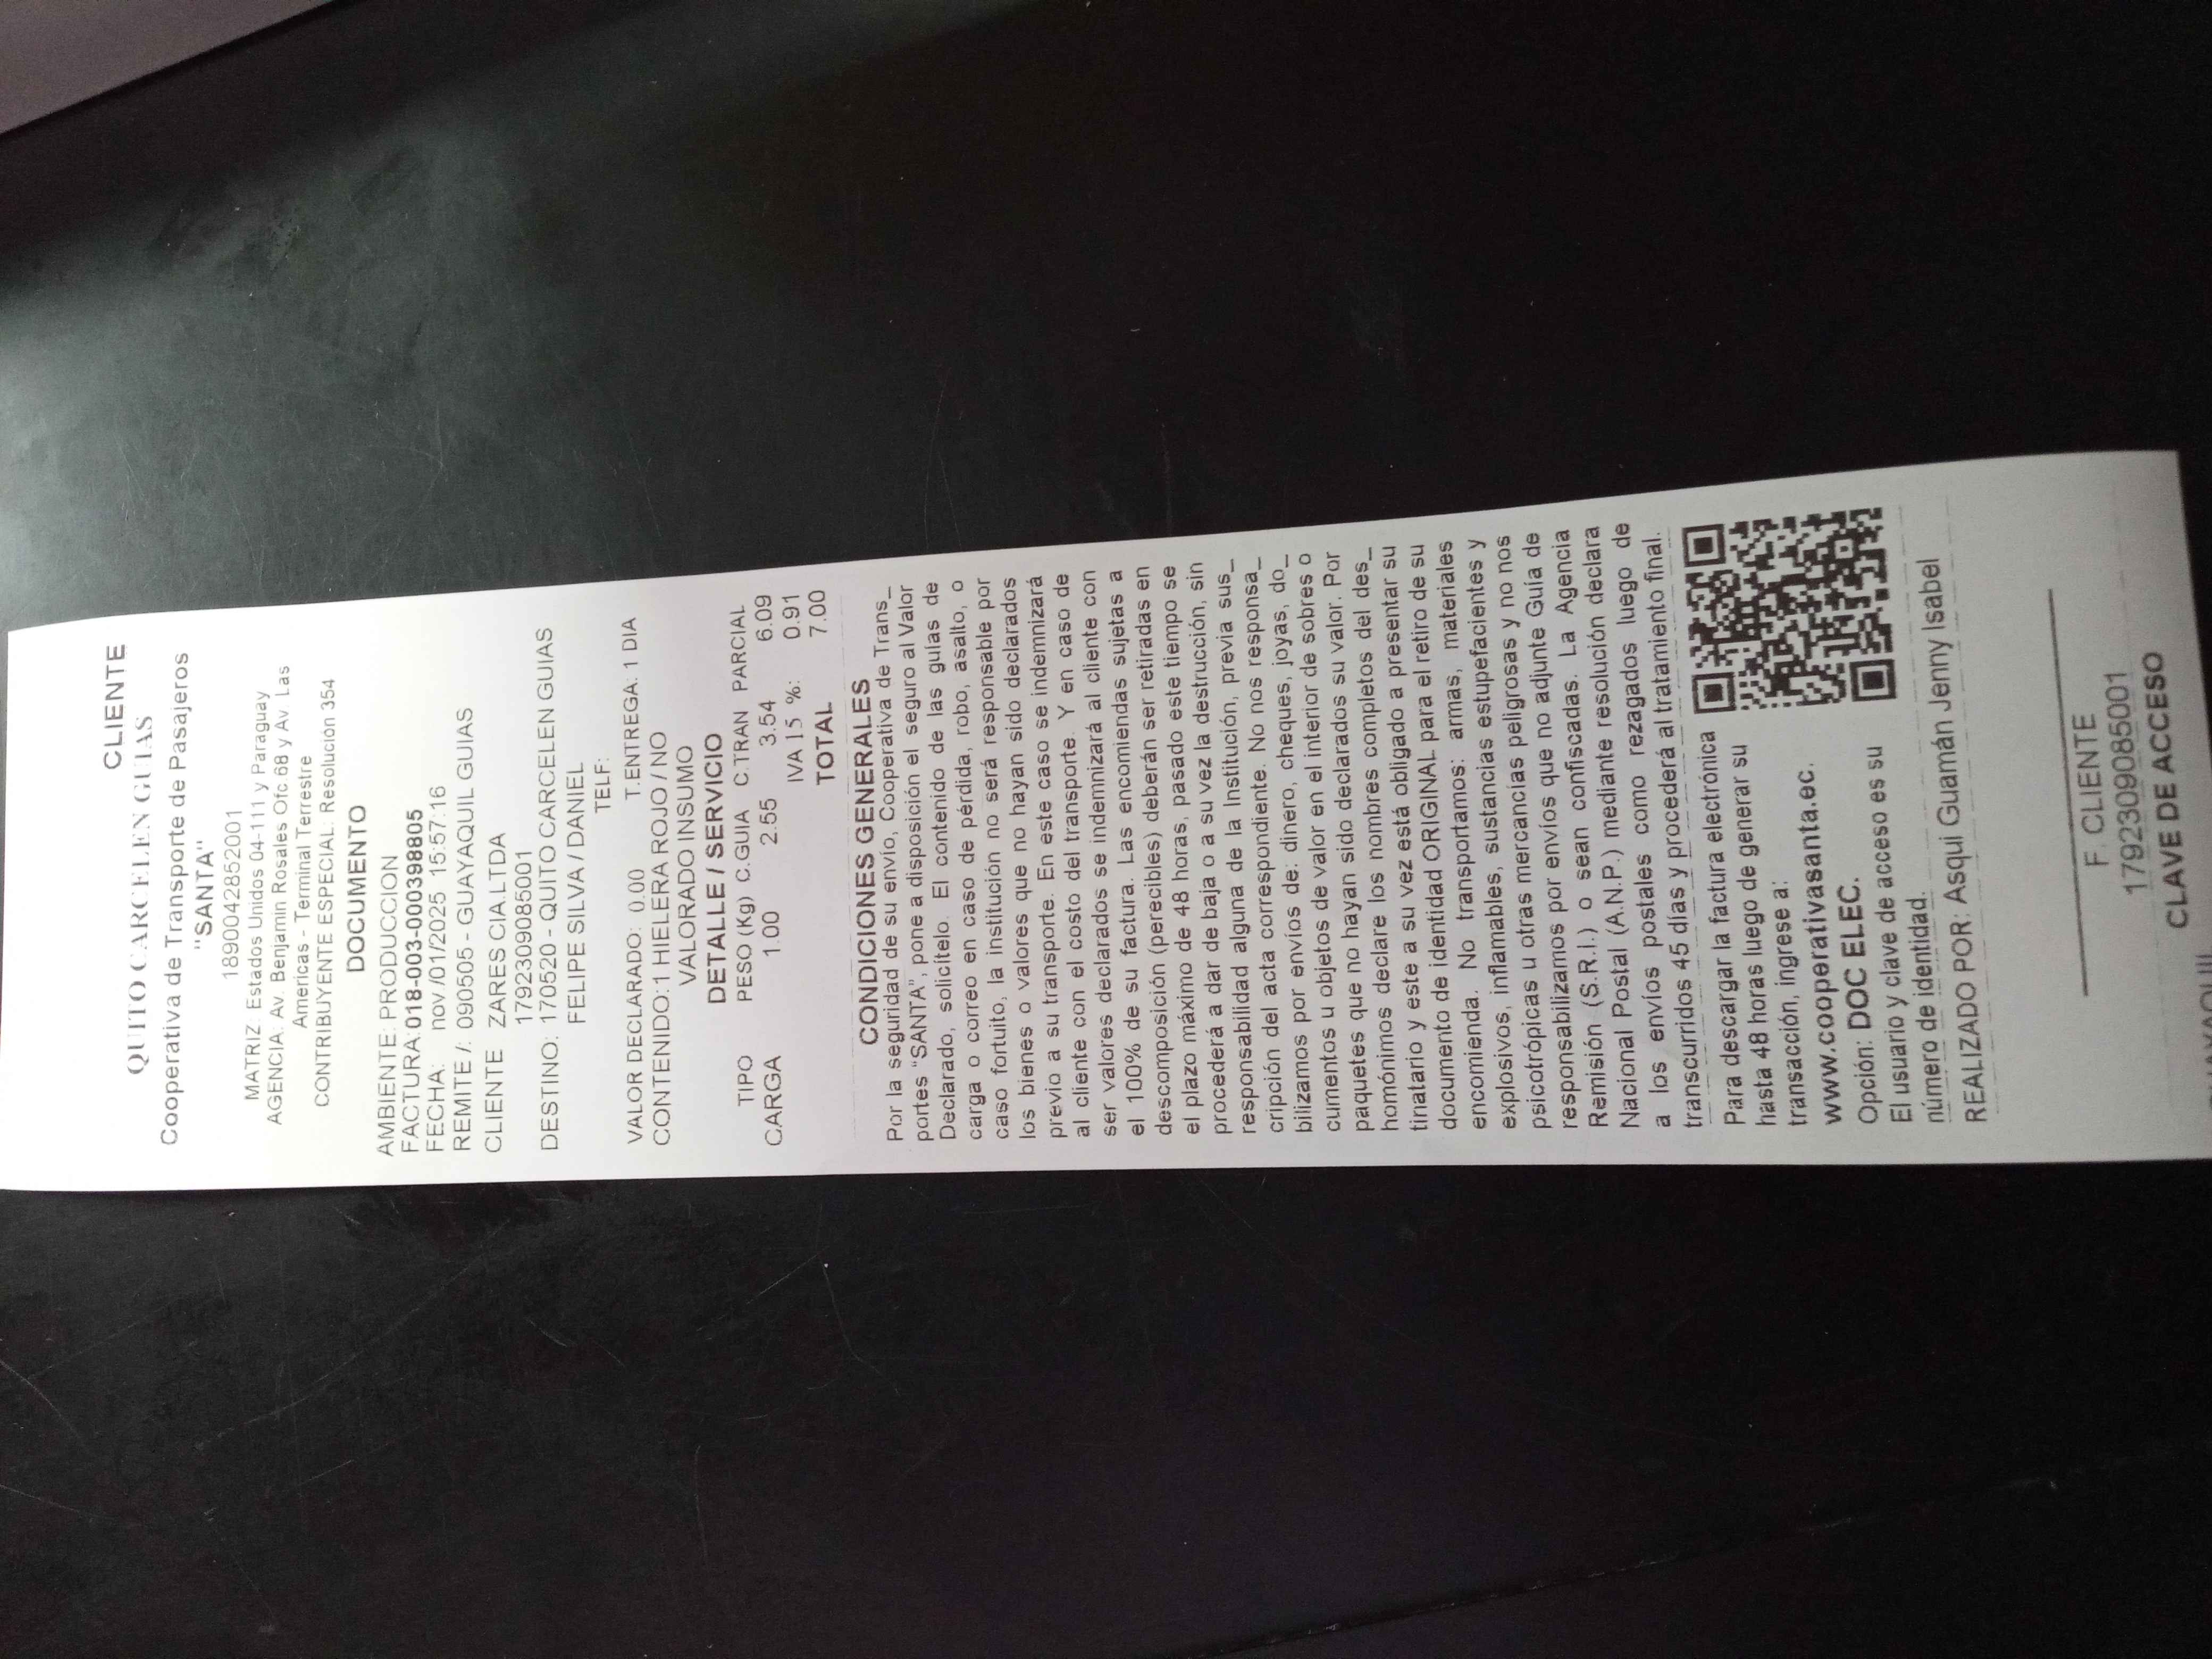 CLIENTE
QUITO CARCELEN GUIAS
Cooperativa de Transporte de Pasajeros
"SANTA"
1890042852001
MATRIZ: Estados Unidos 04-111 y Paraguay
AGENCIA: Av. Benjamin Rosales Ofc.68 y Av. Las
Americas - Terminal Terrestre
CONTRIBUYENTE ESPECIAL: Resolución 354
DOCUMENTO
AMBIENTE: PRODUCCION
FACTURA:018-003-000398805
FECHA: nov./01/2025 15:57:16
REMITE /: 090505 - GUAYAQUIL GUIAS
CLIENTE ZARES CIA.LTDA
1792309085001
DESTINO: 170520 - QUITO CARCELEN GUIAS
FELIPE SILVA / DANIEL
TELF:
VALOR DECLARADO: 0.00 T.ENTREGA: 1 DIA
CONTENIDO:1 HIELERA ROJO / NO
VALORADO INSUMO
DETALLE / SERVICIO
TIPO PESO (Kg) C.GUIA C.TRAN PARCIAL
CARGA 1.00 2.55 3.54 6.09
IVA 15 %: 0.91
TOTAL 7.00
CONDICIONES GENERALES
Por la seguridad de su envío, Cooperativa de Trans_
portes "SANTA", pone a disposición el seguro al Valor
Declarado, solicítelo. El contenido de las guías de
carga o correo en caso de pérdida, robo, asalto, o
caso fortuito, la institución no será responsable por
los bienes o valores que no hayan sido declarados
previo a su transporte. En este caso se indemnizará
al cliente con el costo del transporte. Y en caso de
ser valores declarados se indemnizará al cliente con
el 100% de su factura. Las encomiendas sujetas a
descomposición (perecibles) deberán ser retiradas en
el plazo máximo de 48 horas, pasado este tiempo se
procederá a dar de baja o a su vez la destrucción, sin
responsabilidad alguna de la Institución, previa sus_
cripción del acta correspondiente. No nos responsa_
bilizamos por envíos de: dinero, cheques, joyas, do_
cumentos u objetos de valor en el interior de sobres o
paquetes que no hayan sido declarados su valor. Por
homónimos declare los nombres completos del des_
tinatario y este a su vez está obligado a presentar su
documento de identidad ORIGINAL para el retiro de su
encomienda. No transportamos: armas, materiales
explosivos, inflamables, sustancias estupefacientes y
psicotrópicas u otras mercancías peligrosas y no nos
responsabilizamos por envíos que no adjunte Guía de
Remisión (S.R.I.) o sean confiscadas. La Agencia
Nacional Postal (A.N.P.) mediante resolución declara
a los envíos postales como rezagados luego de
transcurridos 45 días y procederá al tratamiento final.
Para descargar la factura electrónica
hasta 48 horas luego de generar su
transacción, ingrese a:
www.cooperativasanta.ec.
Opción: DOC ELEC.
El usuario y clave de acceso es su
número de identidad.
REALIZADO POR: Asqui Guamán Jenny Isabel
F. CLIENTE
1792309085001
CLAVE DE ACCESO